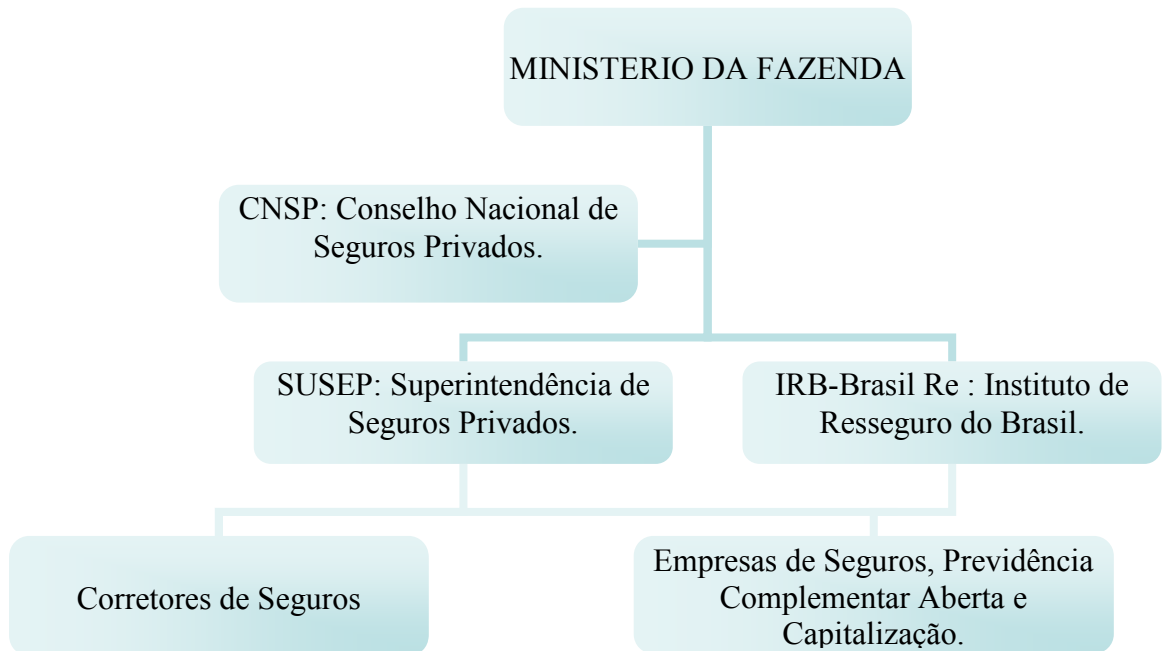 MINISTERIO DA FAZENDA
CNSP: Conselho Nacional de
Seguros Privados.
SUSEP: Superintendência de
Seguros Privados.
IRB-Brasil Re : Instituto de
Resseguro do Brasil.
Corretores de Seguros
Empresas de Seguros, Previdência
Complementar Aberta e
Capitalização.